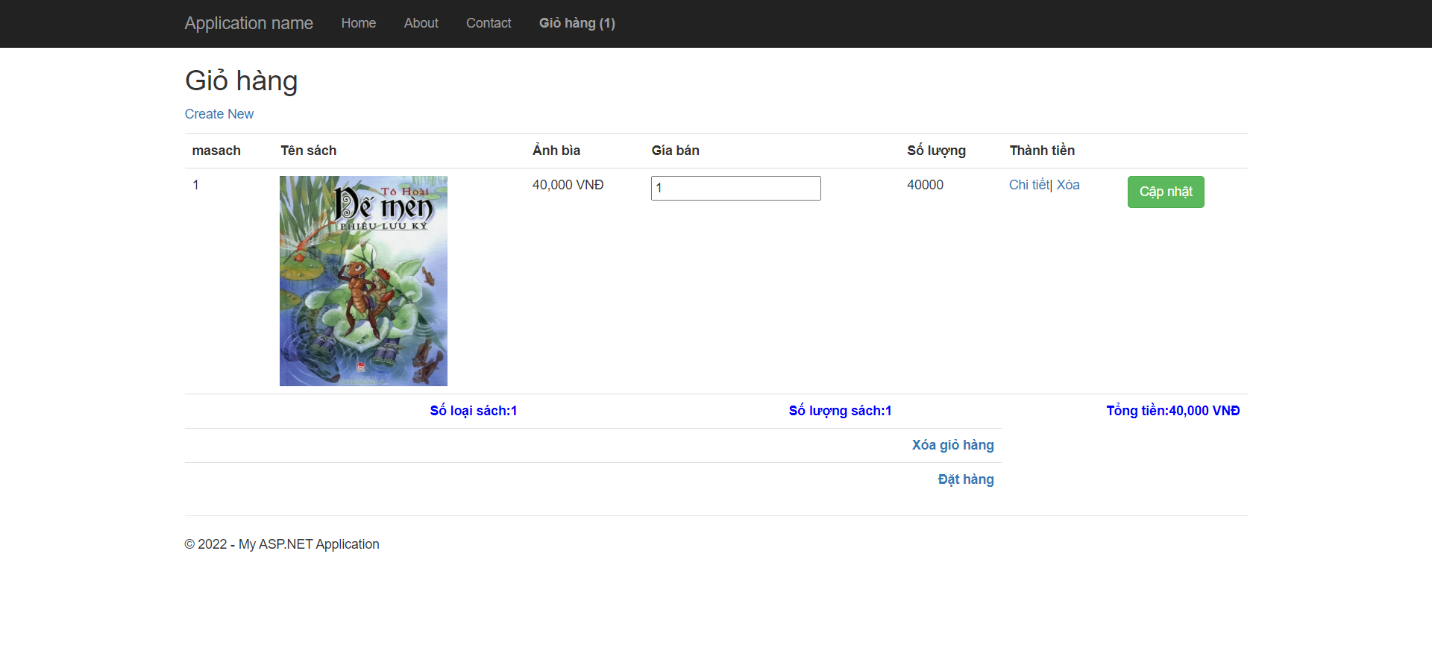 Application name Home About Contact Giỏ hàng (1)
Giỏ hàng
Create New
masach Tên sách Ảnh bìa Gía bán Số lượng Thành tiền
1 40,000 VNĐ 1 40000 Chi tiết| Xóa Cập nhật
Tô Hoài
Dế mèn
PHIÊU LƯU KÝ
Số loại sách:1 Số lượng sách:1 Tổng tiền:40,000 VNĐ
Xóa giỏ hàng
Đặt hàng
© 2022 - My ASP.NET Application